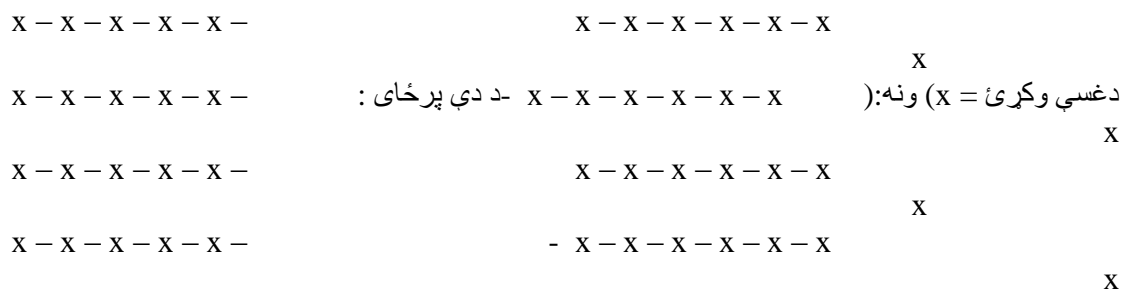 x – x – x – x – x – x x – x – x – x – x –
x
دغسې وکړئ = x) ونه:( x – x – x – x – x – x -د دې پرځای : x – x – x – x – x –
x
x – x – x – x – x – x x – x – x – x – x –
x
- x – x – x – x – x – x x – x – x – x – x –
x